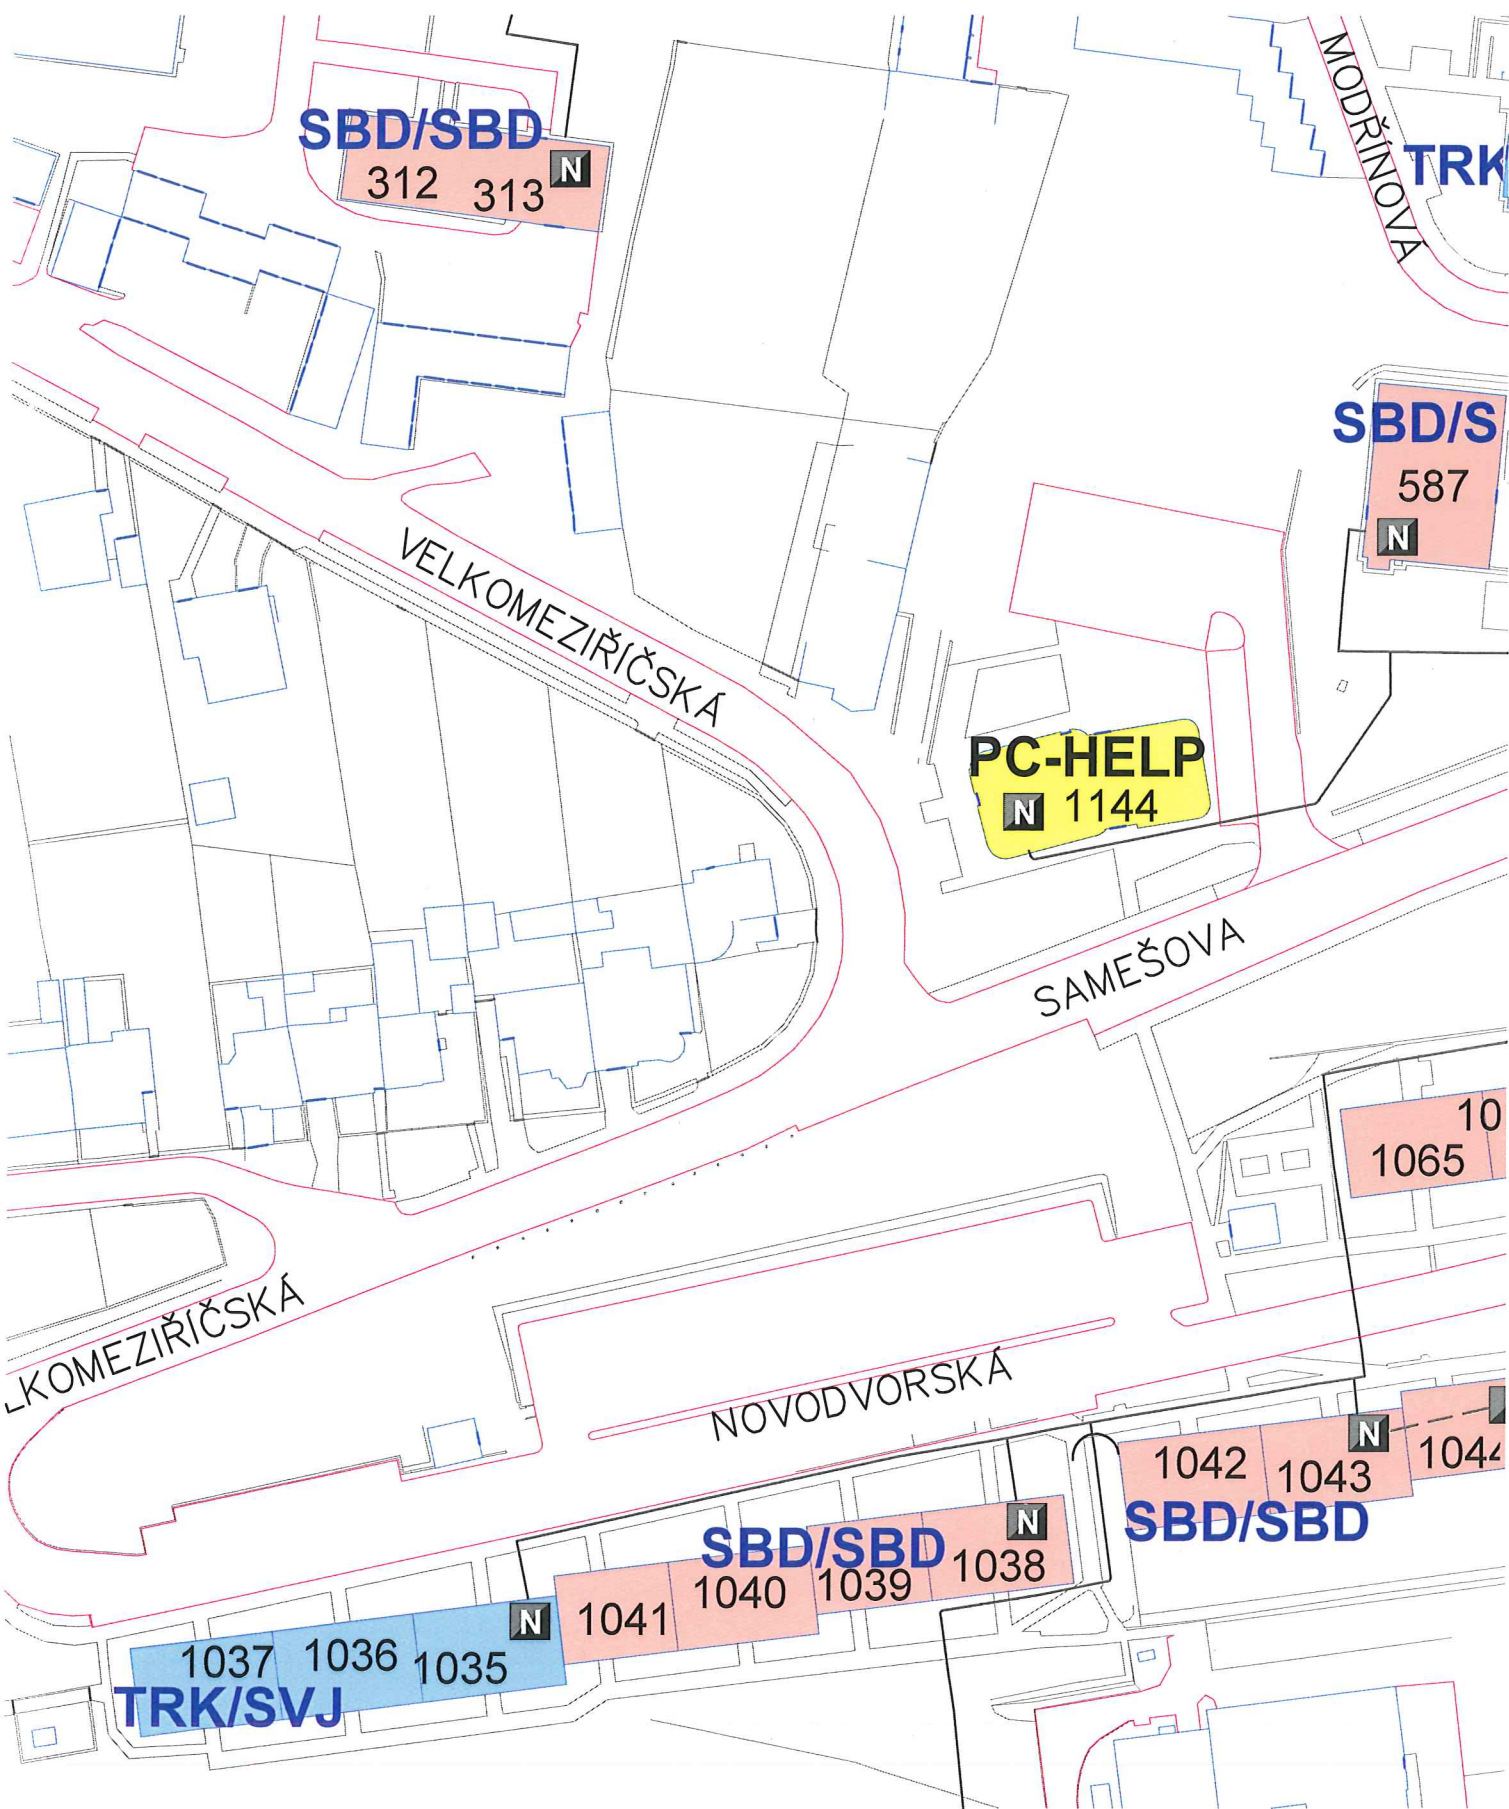 MODŘÍNOVÁ
SBD/SBD
312 313 N
TRK
SBD/S
587
N
VELKOMEZIŘÍČSKÁ
PC-HELP
N 1144
SAMEŠOVA
10
1065
LKOMEZIŘÍČSKÁ
NOVODVORSKÁ
N
1042 1043 1044
SBD/SBD
N
SBD/SBD
1041 1040 1039 1038
N
1037 1036 1035
TRK/SVJ